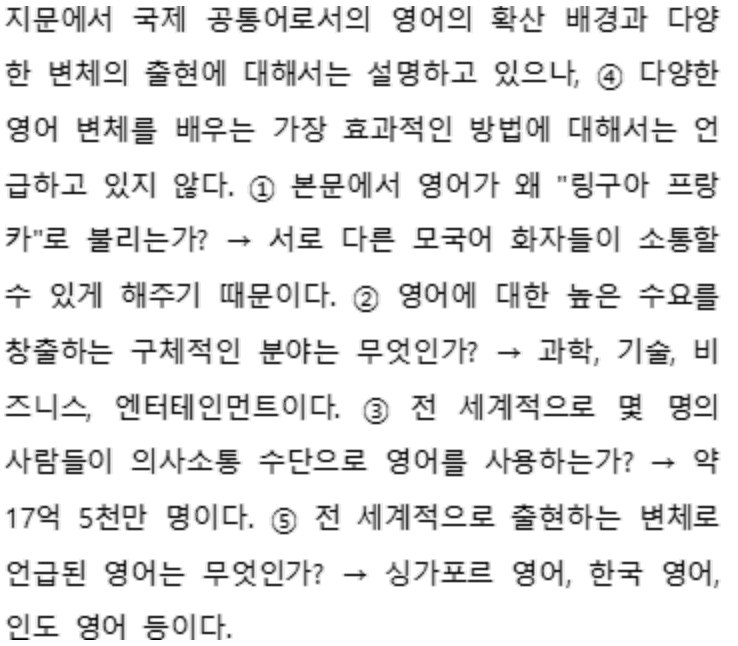 지문에서 국제 공통어로서의 영어의 확산 배경과 다양
한 변체의 출현에 대해서는 설명하고 있으나, ④ 다양한
영어 변체를 배우는 가장 효과적인 방법에 대해서는 언
급하고 있지 않다. ① 본문에서 영어가 왜 "링구아 프랑
카"로 불리는가? → 서로 다른 모국어 화자들이 소통할
수 있게 해주기 때문이다. ② 영어에 대한 높은 수요를
창출하는 구체적인 분야는 무엇인가? → 과학, 기술, 비
즈니스, 엔터테인먼트이다. ③ 전 세계적으로 몇 명의
사람들이 의사소통 수단으로 영어를 사용하는가? → 약
17억 5천만 명이다. ⑤ 전 세계적으로 출현하는 변체로
언급된 영어는 무엇인가? → 싱가포르 영어, 한국 영어,
인도 영어 등이다.